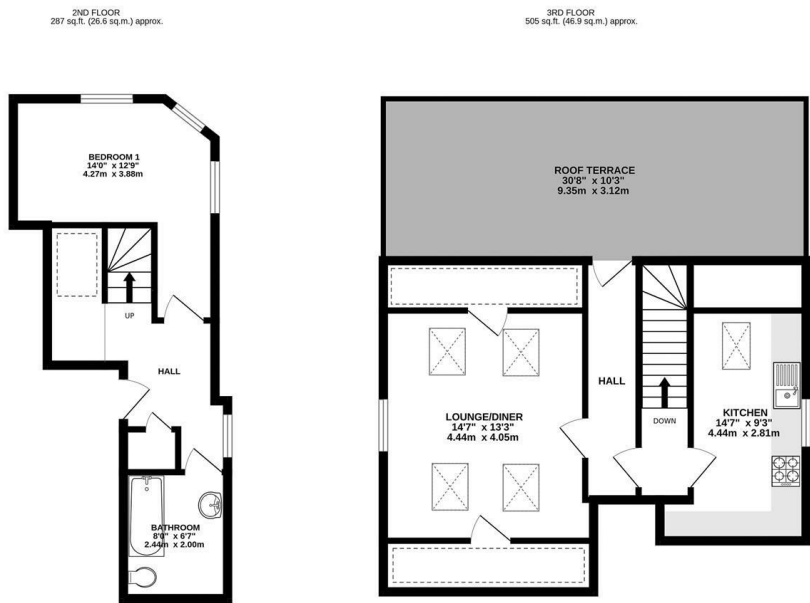 2ND FLOOR
287 sq.ft. (26.6 sq.m.) approx.
3RD FLOOR
505 sq.ft. (46.9 sq.m.) approx.
BEDROOM 1
14'0" x 12'9"
4.27m x 3.88m
UP
HALL
BATHROOM
8'0" x 6'7"
2.44m x 2.00m
ROOF TERRACE
30'8" x 10'3"
9.35m x 3.12m
LOUNGE/DINER
14'7" x 13'3"
4.44m x 4.05m
HALL
DOWN
KITCHEN
14'7" x 9'3"
4.44m x 2.81m